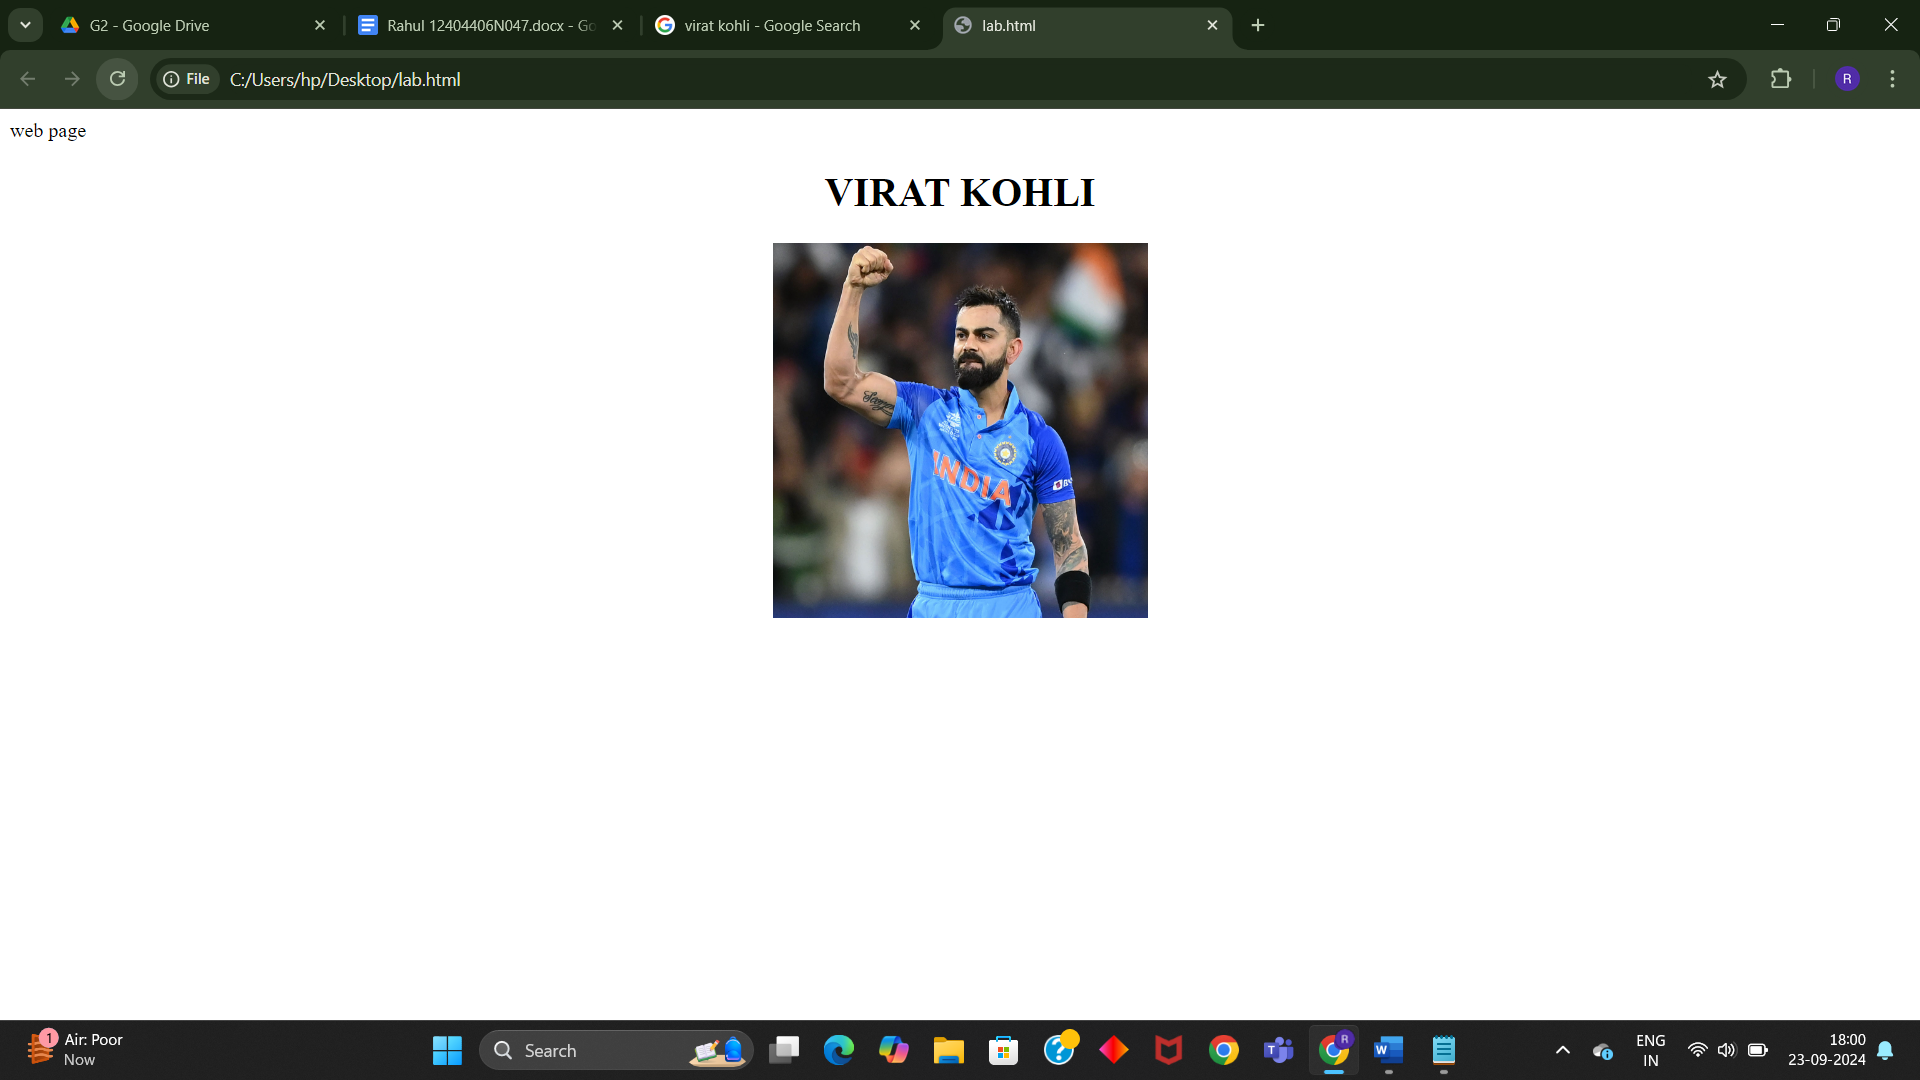 G2 - Google Drive
Rahul 12404406N047.docx - Go
virat kohli - Google Search
lab.html
File
C:/Users/hp/Desktop/lab.html
R
web page
VIRAT KOHLI
INDIA
1
Air: Poor
Now
Search
R
ENG
IN
18:00
23-09-2024